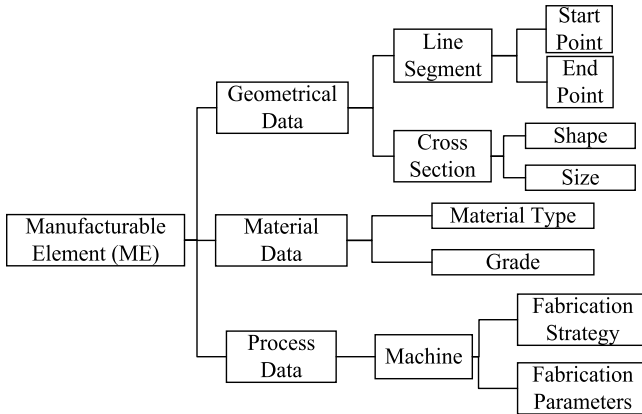 Manufacturable
Element (ME)
Geometrical
Data
Line
Segment
Start
Point
End
Point
Cross
Section
Shape
Size
Material
Data
Material Type
Grade
Process
Data
Machine
Fabrication
Strategy
Fabrication
Parameters